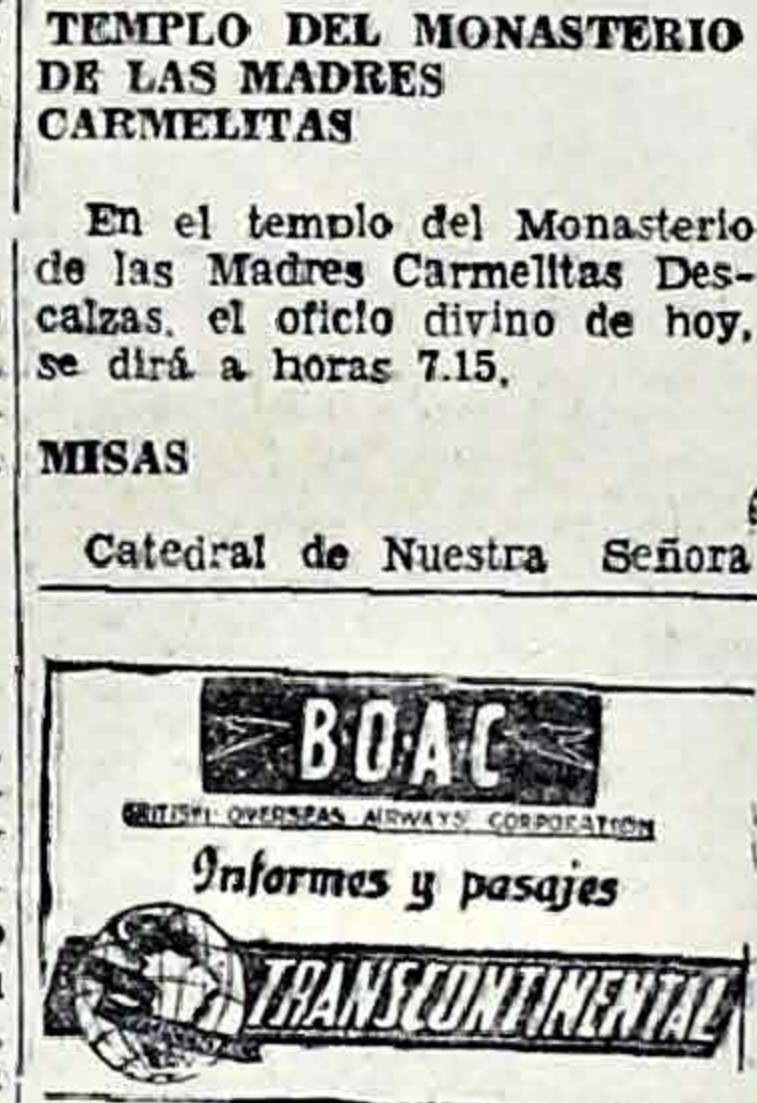 TEMPLO DEL MONASTERIO
DE LAS MADRES
CARMELITAS
En el templo del Monasterio
de las Madres Carmelitas Des-
calzas, el oficio divino de hoy,
se dirá a horas 7.15.
MISAS
Catedral de Nuestra Señora
B·O·A·C
BRITISH OVERSEAS AIRWAYS CORPORATION
Informes y pasajes
TRANSCONTINENTAL